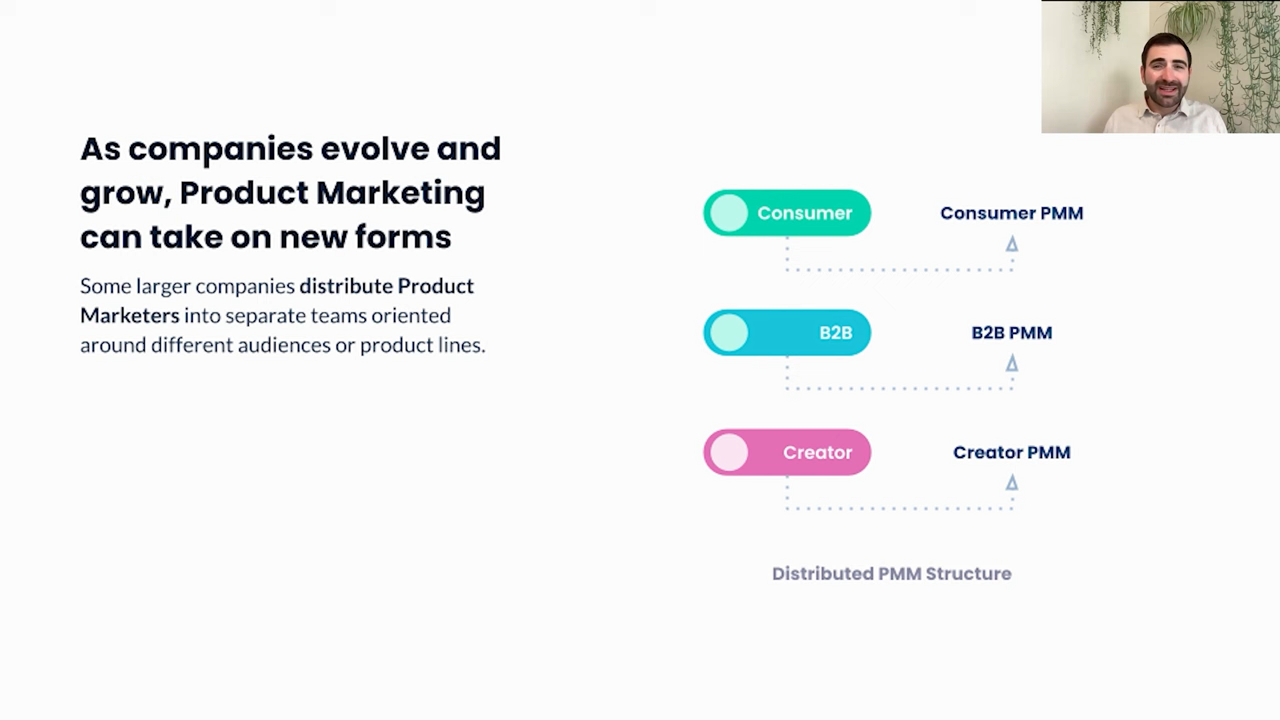 As companies evolve and
grow, Product Marketing
can take on new forms
Some larger companies distribute Product
Marketers into separate teams oriented
around different audiences or product lines.
Consumer
Consumer PMM
B2B
B2B PMM
Creator
Creator PMM
Distributed PMM Structure